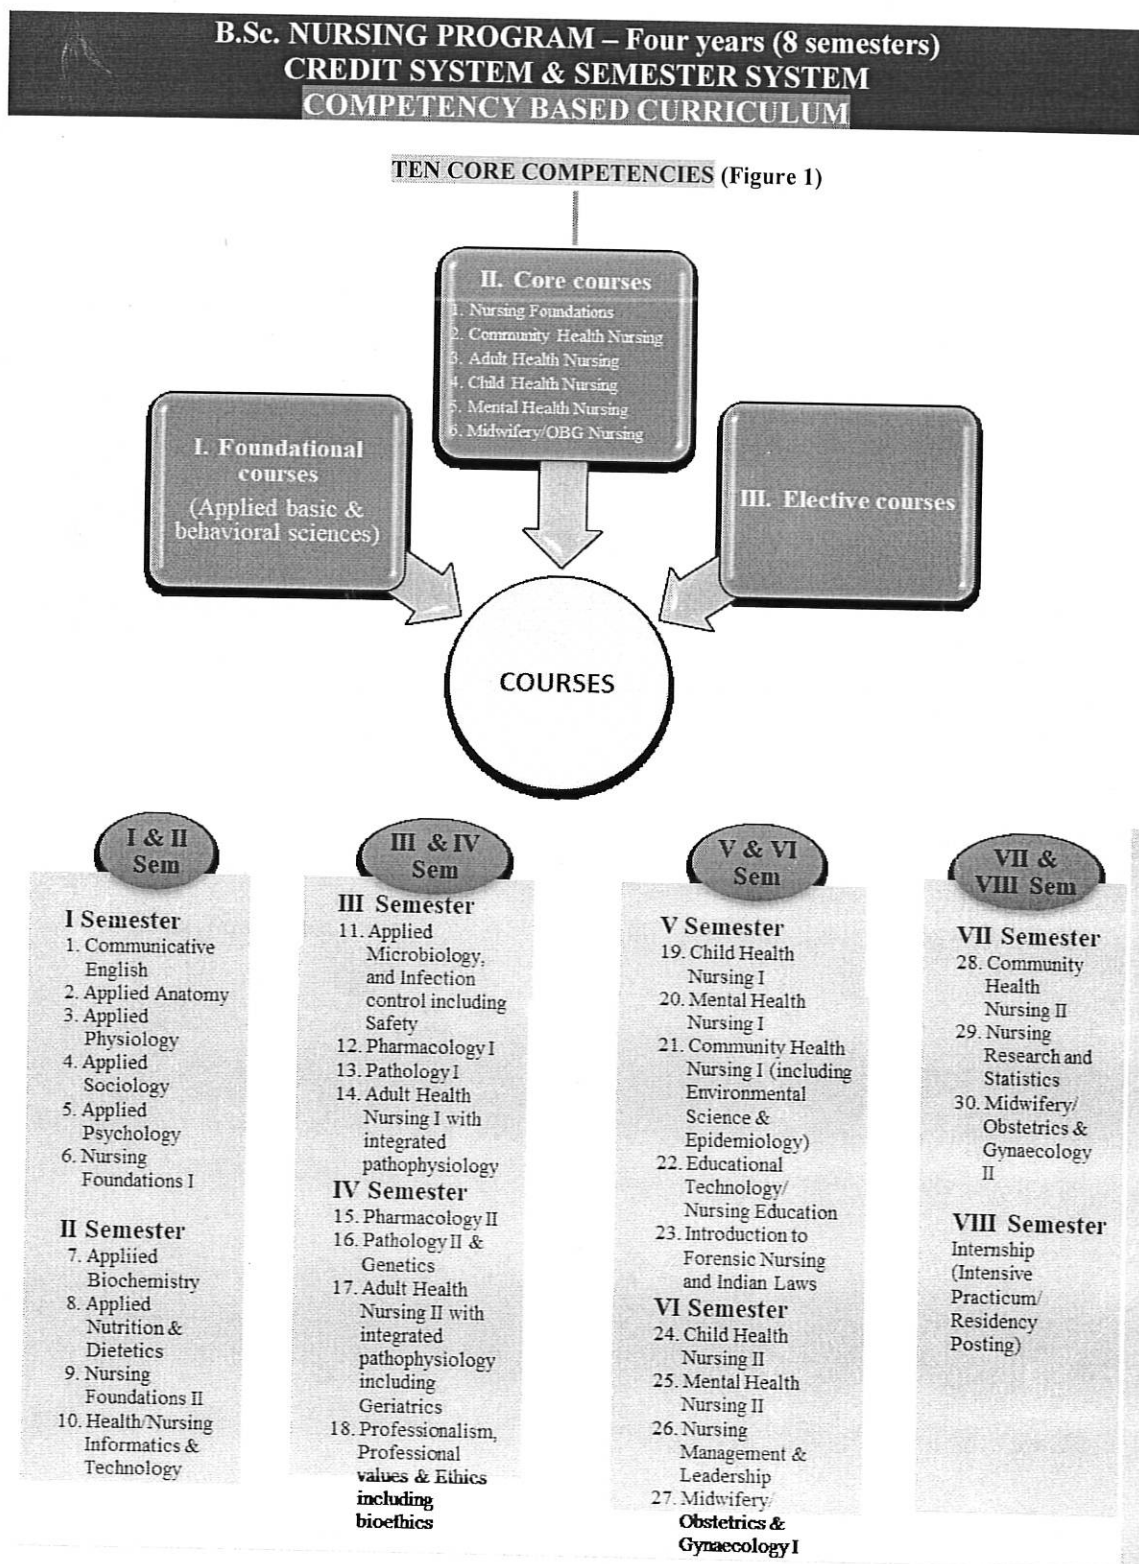 B.Sc. NURSING PROGRAM – Four years (8 semesters)
CREDIT SYSTEM & SEMESTER SYSTEM
COMPETENCY BASED CURRICULUM
TEN CORE COMPETENCIES (Figure 1)
II. Core courses
1. Nursing Foundations
2. Community Health Nursing
3. Adult Health Nursing
4. Child Health Nursing
5. Mental Health Nursing
6. Midwifery/OBG Nursing
I. Foundational
courses
(Applied basic &
behavioral sciences)
III. Elective courses
COURSES
I & II
Sem
I Semester
1. Communicative
English
2. Applied Anatomy
3. Applied
Physiology
4. Applied
Sociology
5. Applied
Psychology
6. Nursing
Foundations I
II Semester
7. Appliied
Biochemistry
8. Applied
Nutrition &
Dietetics
9. Nursing
Foundations II
10. Health/Nursing
Informatics &
Technology
III & IV
Sem
III Semester
11. Applied
Microbiology,
and Infection
control including
Safety
12. Pharmacology I
13. Pathology I
14. Adult Health
Nursing I with
integrated
pathophysiology
IV Semester
15. Pharmacology II
16. Pathology II &
Genetics
17. Adult Health
Nursing II with
integrated
pathophysiology
including
Geriatrics
18. Professionalism,
Professional
values & Ethics
including
bioethics
V & VI
Sem
V Semester
19. Child Health
Nursing I
20. Mental Health
Nursing I
21. Community Health
Nursing I (including
Environmental
Science &
Epidemiology)
22. Educational
Technology/
Nursing Education
23. Introduction to
Forensic Nursing
and Indian Laws
VI Semester
24. Child Health
Nursing II
25. Mental Health
Nursing II
26. Nursing
Management &
Leadership
27. Midwifery/
Obstetrics &
Gynaecology I
VII &
VIII Sem
VII Semester
28. Community
Health
Nursing II
29. Nursing
Research and
Statistics
30. Midwifery/
Obstetrics &
Gynaecology
II
VIII Semester
Internship
(Intensive
Practicum/
Residency
Posting)